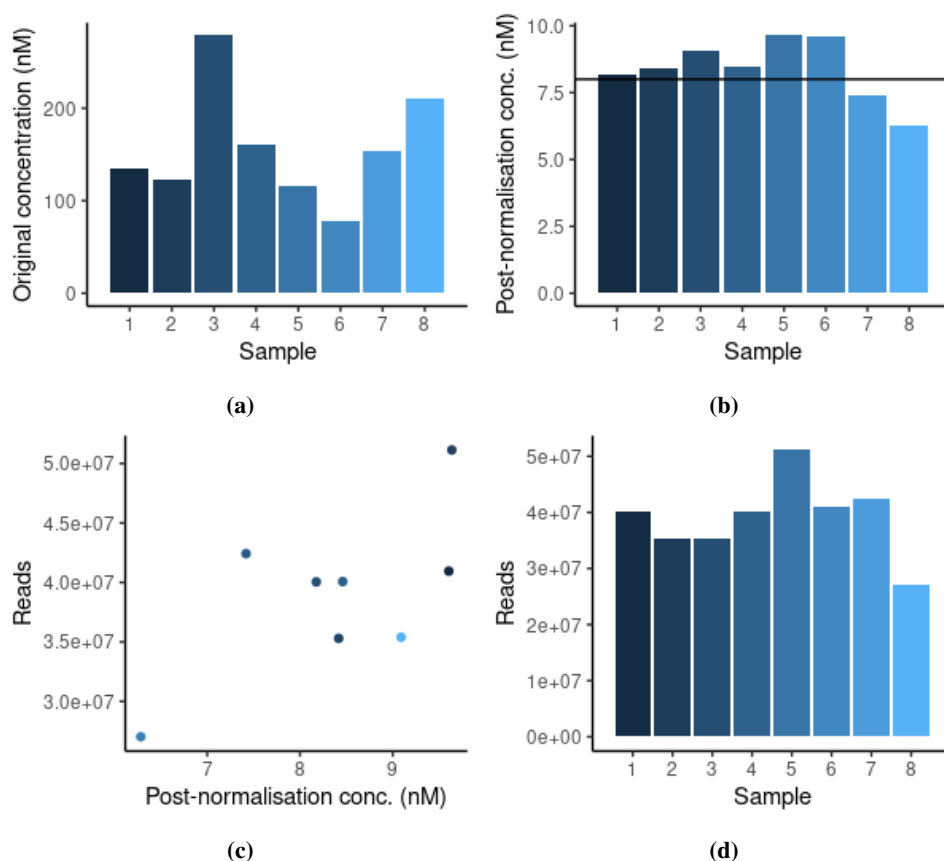 Original concentration (nM)
200
100
0
1 2 3 4 5 6 7 8
Sample
(a)
Post-normalisation conc. (nM)
10.0
7.5
5.0
2.5
0.0
1 2 3 4 5 6 7 8
Sample
(b)
Reads
5.0e+07
4.5e+07
4.0e+07
3.5e+07
3.0e+07
7 8 9
Post-normalisation conc. (nM)
(c)
Reads
5e+07
4e+07
3e+07
2e+07
1e+07
0e+00
1 2 3 4 5 6 7 8
Sample
(d)